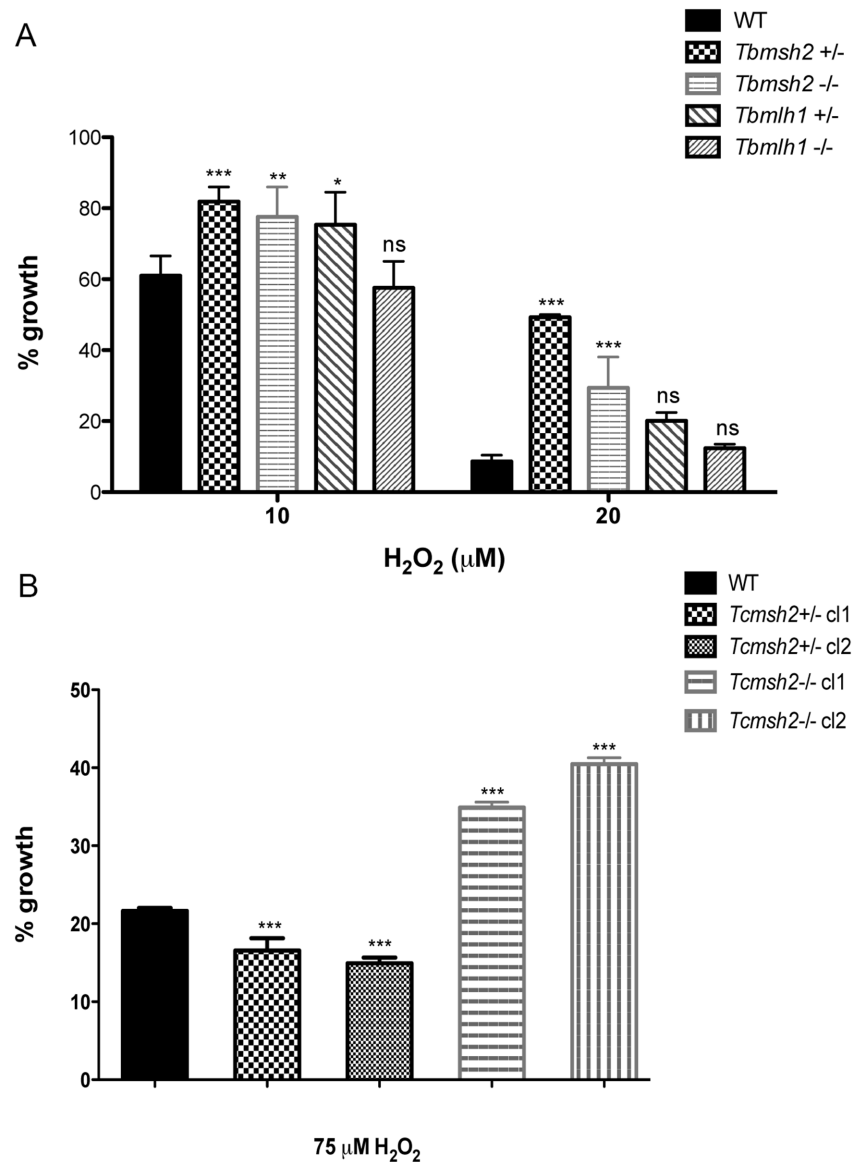 A
WT
Tbmsh2 +/-
Tbmsh2 -/-
Tbmlh1 +/-
Tbmlh1 -/-
100
80
60
40
20
0
% growth
***
**
*
ns
***
***
ns
ns
10
20
H₂O₂ (μM)
B
WT
Tcmsh2+/- cl1
Tcmsh2+/- cl2
Tcmsh2-/- cl1
Tcmsh2-/- cl2
50
40
30
20
10
0
% growth
***
***
***
***
75 μM H₂O₂